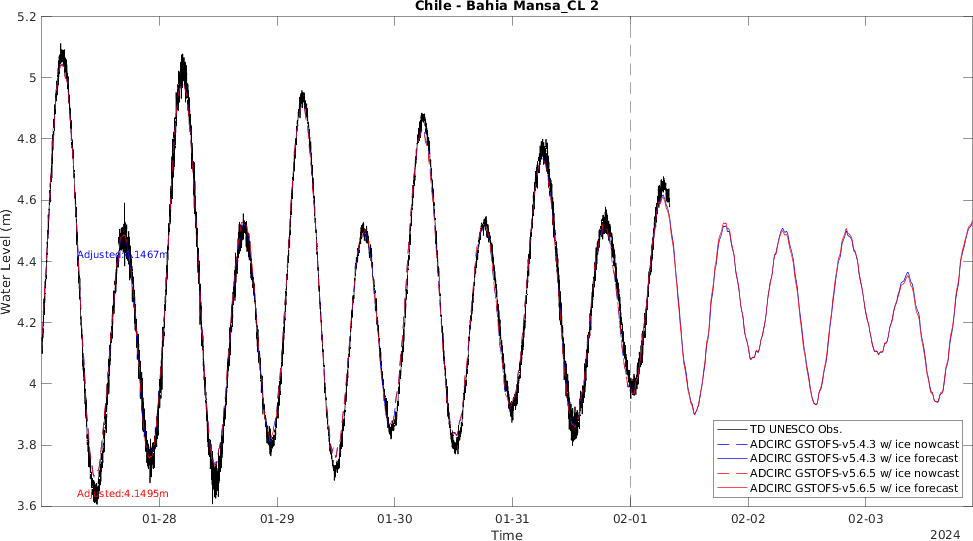 Chile - Bahia Mansa_CL 2
5.2
5
4.8
4.6
4.4
4.2
4
3.8
3.6
Water Level (m)
Adjusted:4.1467m
Adjusted:4.1495m
TD UNESCO Obs.
ADCIRC GSTOFS-v5.4.3 w/ ice nowcast
ADCIRC GSTOFS-v5.4.3 w/ ice forecast
ADCIRC GSTOFS-v5.6.5 w/ ice nowcast
ADCIRC GSTOFS-v5.6.5 w/ ice forecast
01-28 01-29 01-30 01-31 02-01 02-02 02-03
Time
2024